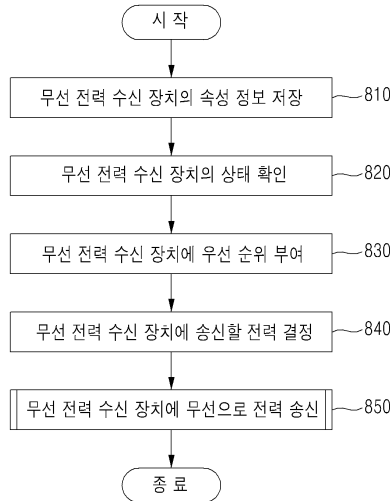 시 작
무선 전력 수신 장치의 속성 정보 저장 810
무선 전력 수신 장치의 상태 확인 820
무선 전력 수신 장치에 우선 순위 부여 830
무선 전력 수신 장치에 송신할 전력 결정 840
무선 전력 수신 장치에 무선으로 전력 송신 850
종 료